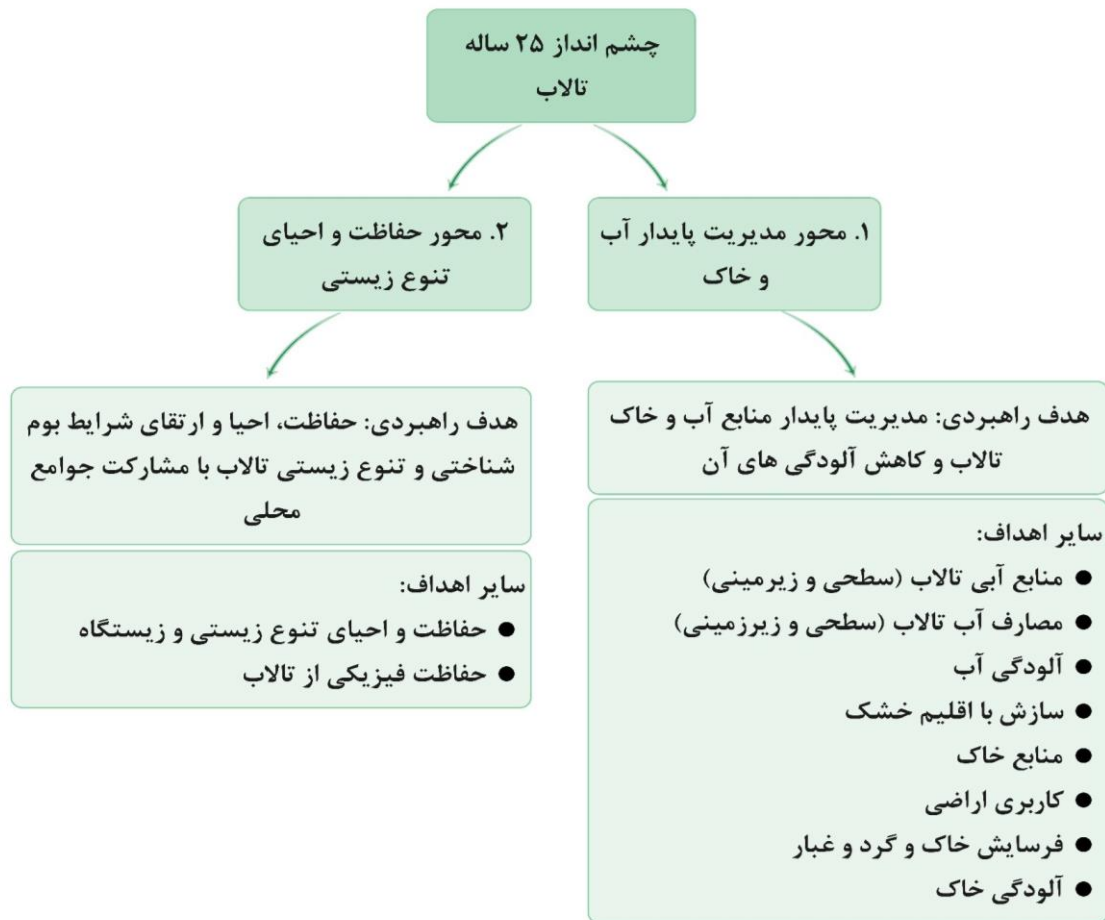 چشم انداز ۲۵ ساله
تالاب
۱. محور مدیریت پایدار آب
و خاک
۲. محور حفاظت و احیای
تنوع زیستی
هدف راهبردی: مدیریت پایدار منابع آب و خاک
تالاب و کاهش آلودگی های آن
سایر اهداف:
● منابع آبی تالاب (سطحی و زیرمینی)
● مصارف آب تالاب (سطحی و زیرزمینی)
● آلودگی آب
● سازش با اقلیم خشک
● منابع خاک
● کاربری اراضی
● فرسایش خاک و گرد و غبار
● آلودگی خاک
هدف راهبردی: حفاظت، احیا و ارتقای شرایط بوم
شناختی و تنوع زیستی تالاب با مشارکت جوامع
محلی
سایر اهداف:
● حفاظت و احیای تنوع زیستی و زیستگاه
● حفاظت فیزیکی از تالاب